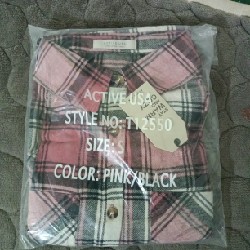 ACTIVE USA
STYLE NO: T12550
SIZE: S
COLOR: PINK/BLACK